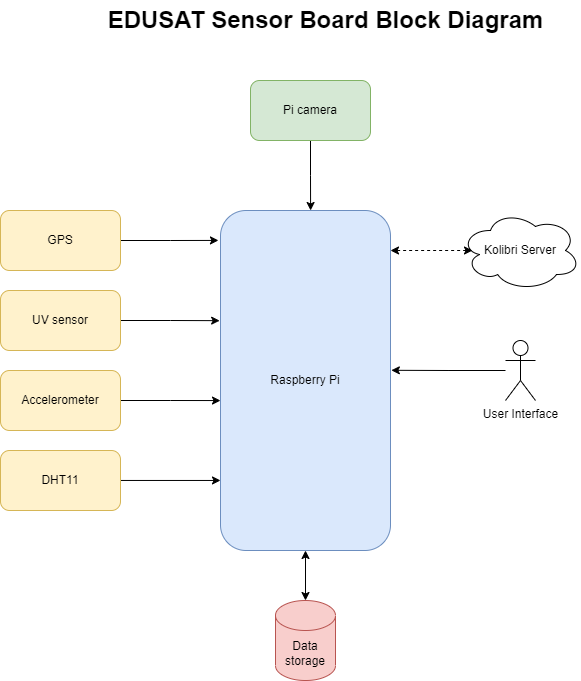 EDUSAT Sensor Board Block Diagram
Pi camera
GPS
Kolibri Server
UV sensor
Raspberry Pi
Accelerometer
User Interface
DHT11
Data
storage